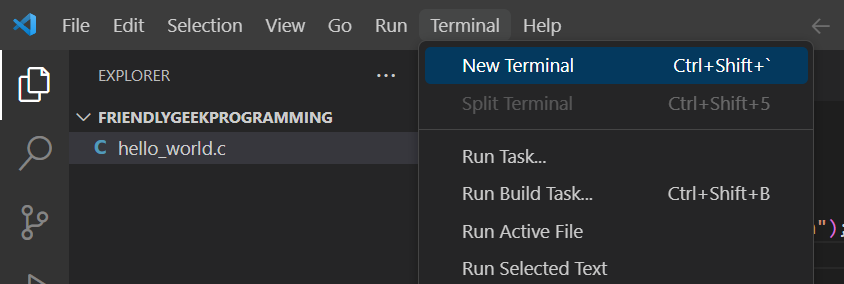 File Edit Selection View Go Run Terminal Help
EXPLORER ...
New Terminal Ctrl+Shift+`
Split Terminal Ctrl+Shift+5
FRIENDLYGEEKPROGRAMMING
C hello_world.c
Run Task...
Run Build Task... Ctrl+Shift+B
Run Active File
");
Run Selected Text